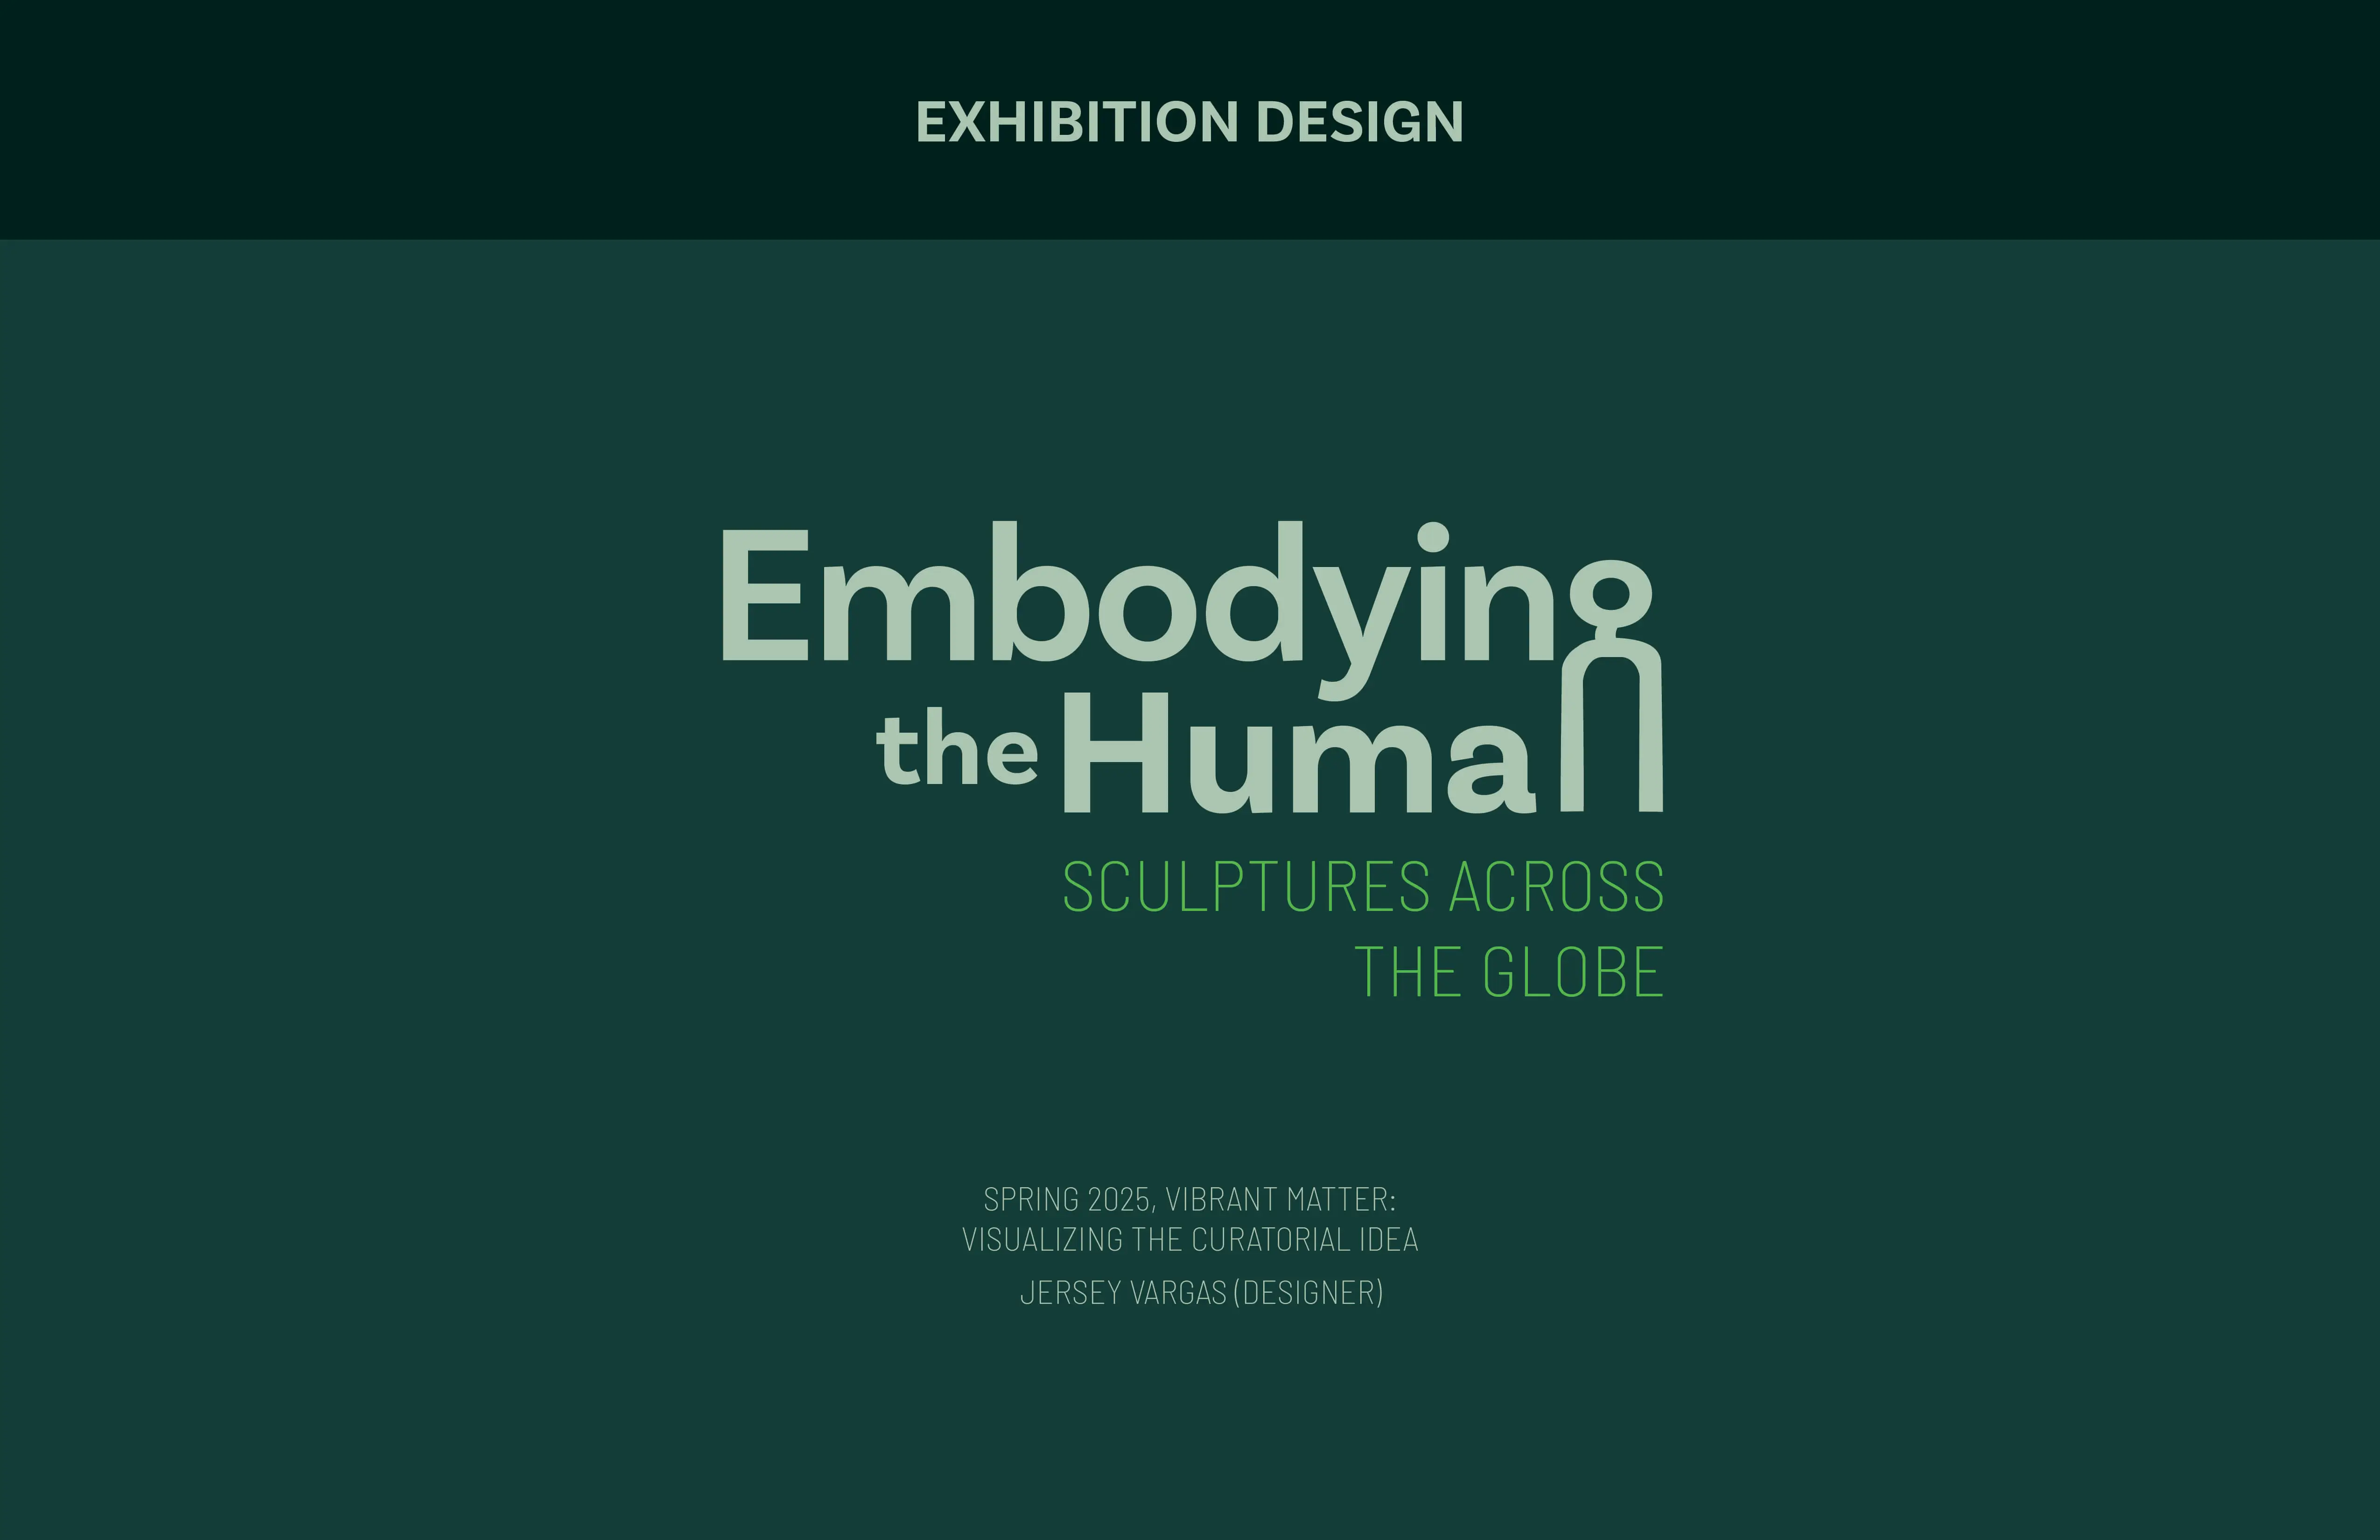 EXHIBITION DESIGN
Embodying
the Human
SCULPTURES ACROSS
THE GLOBE
SPRING 2025, VIBRANT MATTER:
VISUALIZING THE CURATORIAL IDEA
JERSEY VARGAS (DESIGNER)